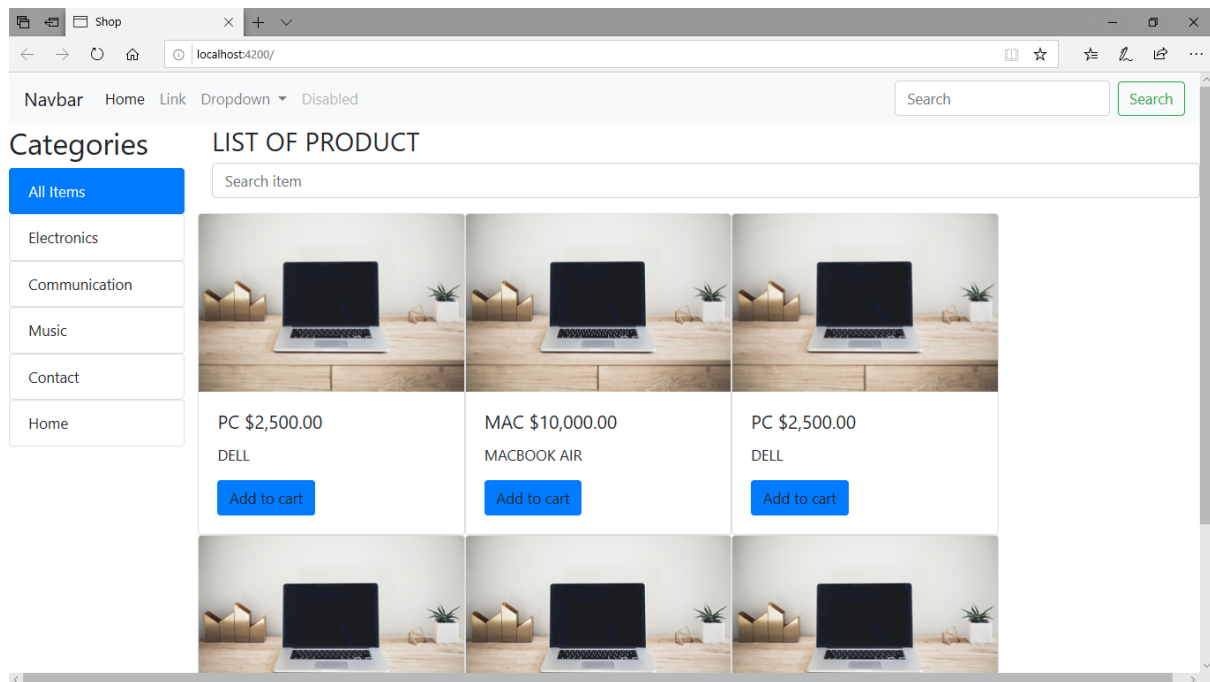 Shop
localhost:4200/
Navbar Home Link Dropdown Disabled Search Search
Categories
All Items
Electronics
Communication
Music
Contact
Home
LIST OF PRODUCT
Search item
PC $2,500.00
DELL
Add to cart
MAC $10,000.00
MACBOOK AIR
Add to cart
PC $2,500.00
DELL
Add to cart